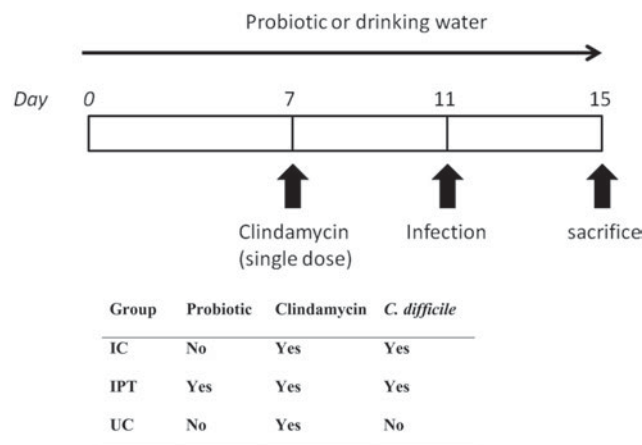 Probiotic or drinking water
Day 0 7 11 15
Clindamycin Infection sacrifice
(single dose)
Group Probiotic Clindamycin C. difficile
IC No Yes Yes
IPT Yes Yes Yes
UC No Yes No